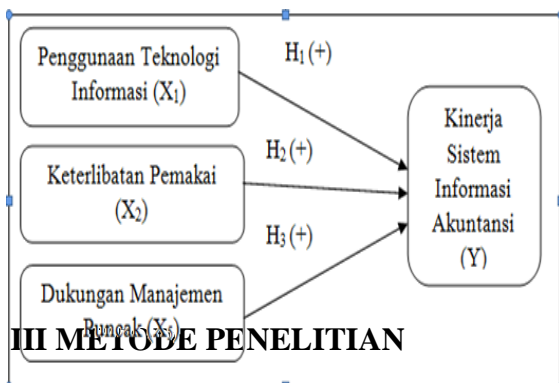 Penggunaan Teknologi
Informasi (X₁)
H₁ (+)
Keterlibatan Pemakai
(X₂)
H₂ (+)
Dukungan Manajemen
Puncak
H₃ (+)
Kinerja
Sistem
Informasi
Akuntansi
(Y)
III METODE PENELITIAN